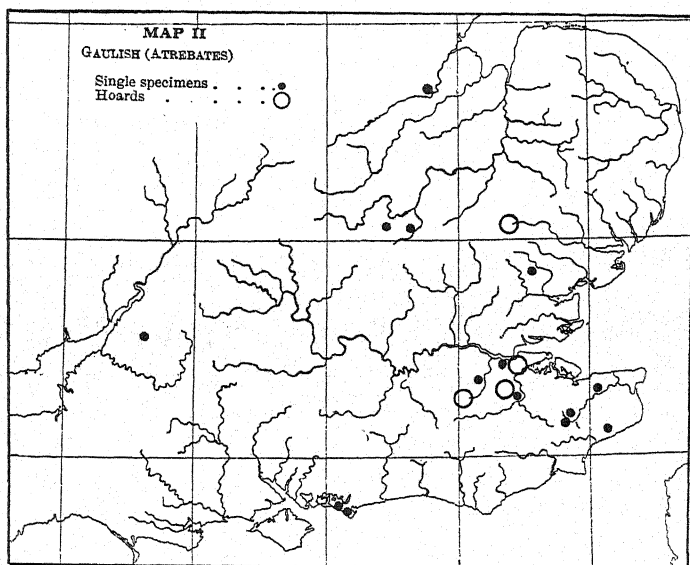 MAP II
GAULISH (ATREBATES)
Single specimens . . . .
Hoards . . . . .